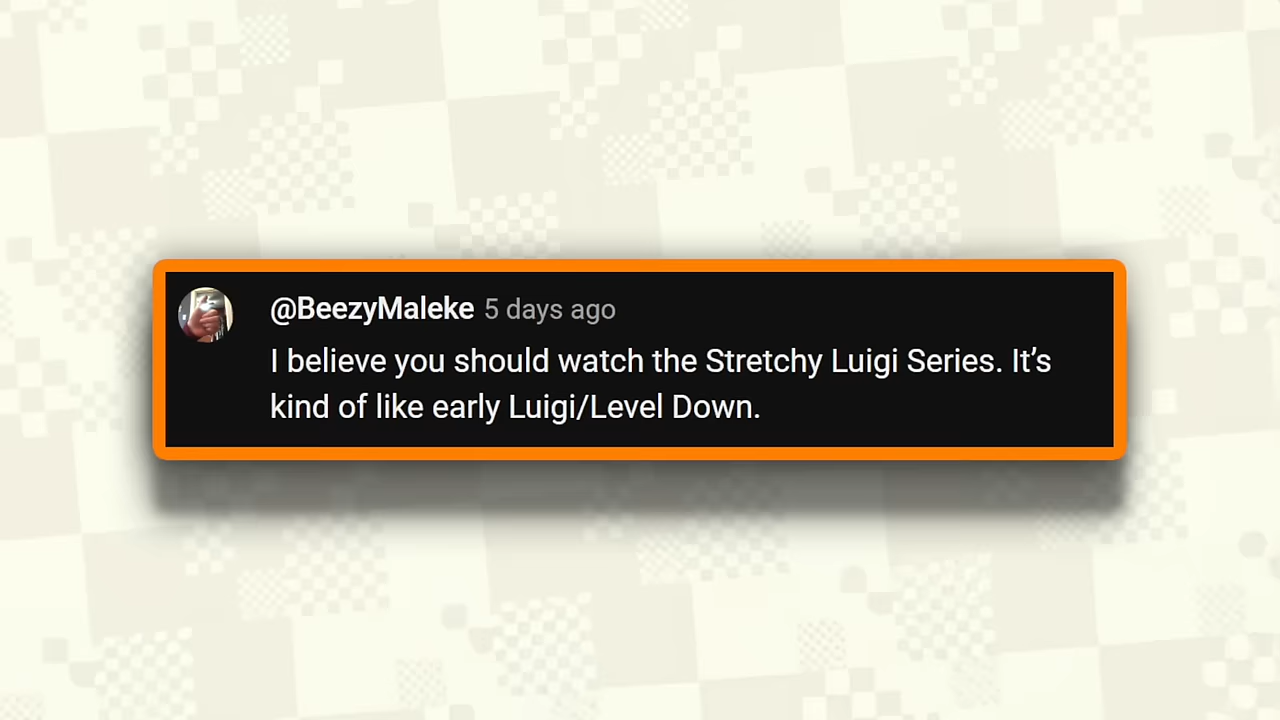 @BeezyMaleke 5 days ago
I believe you should watch the Stretchy Luigi Series. It’s
kind of like early Luigi/Level Down.